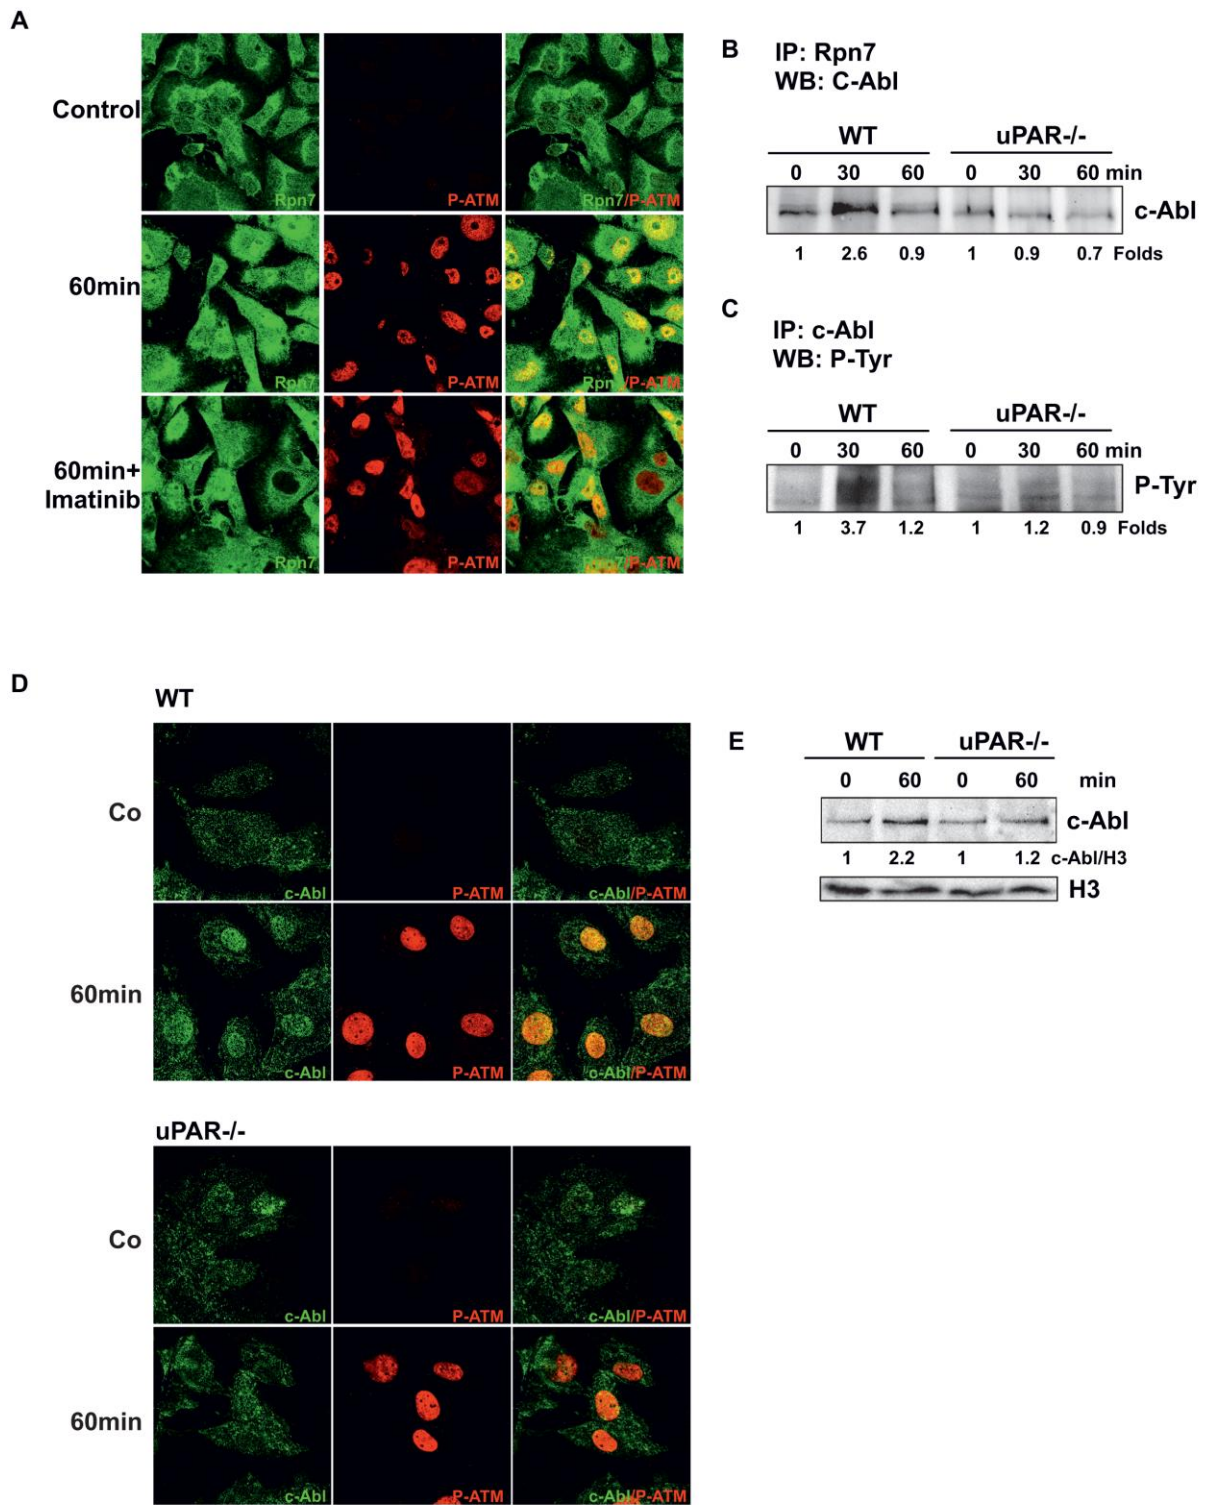 A
Control
Rpn7
P-ATM
Rpn7/P-ATM
60min
Rpn7
P-ATM
Rpn7/P-ATM
60min+
Imatinib
Rpn7
P-ATM
Rpn7/P-ATM
B
IP: Rpn7
WB: C-Abl
WT uPAR-/-
0 30 60 0 30 60 min
c-Abl
1 2.6 0.9 1 0.9 0.7 Folds
C
IP: c-Abl
WB: P-Tyr
WT uPAR-/-
0 30 60 0 30 60 min
P-Tyr
1 3.7 1.2 1 1.2 0.9 Folds
D
WT
Co
c-Abl
P-ATM
c-Abl/P-ATM
60min
c-Abl
P-ATM
c-Abl/P-ATM
uPAR-/-
Co
c-Abl
P-ATM
c-Abl/P-ATM
60min
c-Abl
P-ATM
c-Abl/P-ATM
E
WT uPAR-/-
0 60 0 60 min
c-Abl
1 2.2 1 1.2 c-Abl/H3
H3